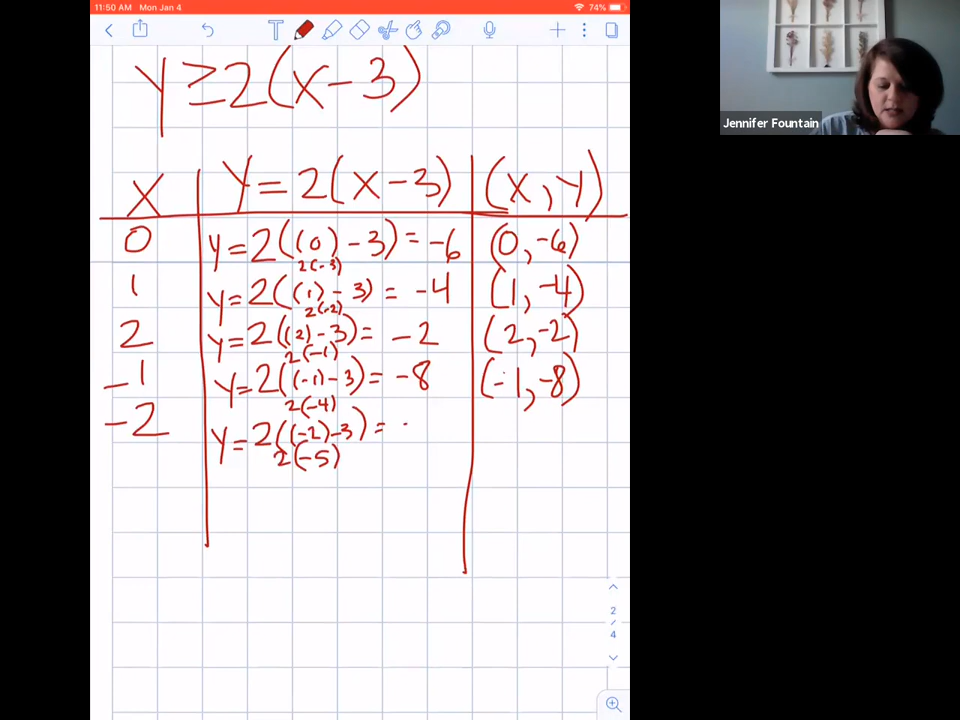 11:50 AM Mon Jan 4
74%
Y ≥ 2(X - 3)
X | Y = 2(X - 3) | (X, Y)
0 | y = 2((0) - 3) = -6 | (0, -6)
2(-3)
1 | y = 2((1) - 3) = -4 | (1, -4)
2(-2)
2 | y = 2((2) - 3) = -2 | (2, -2)
2(-1)
-1 | y = 2((-1) - 3) = -8 | (-1, -8)
2(-4)
-2 | y = 2((-2) - 3) =
2(-5)
2
/
4
Jennifer Fountain